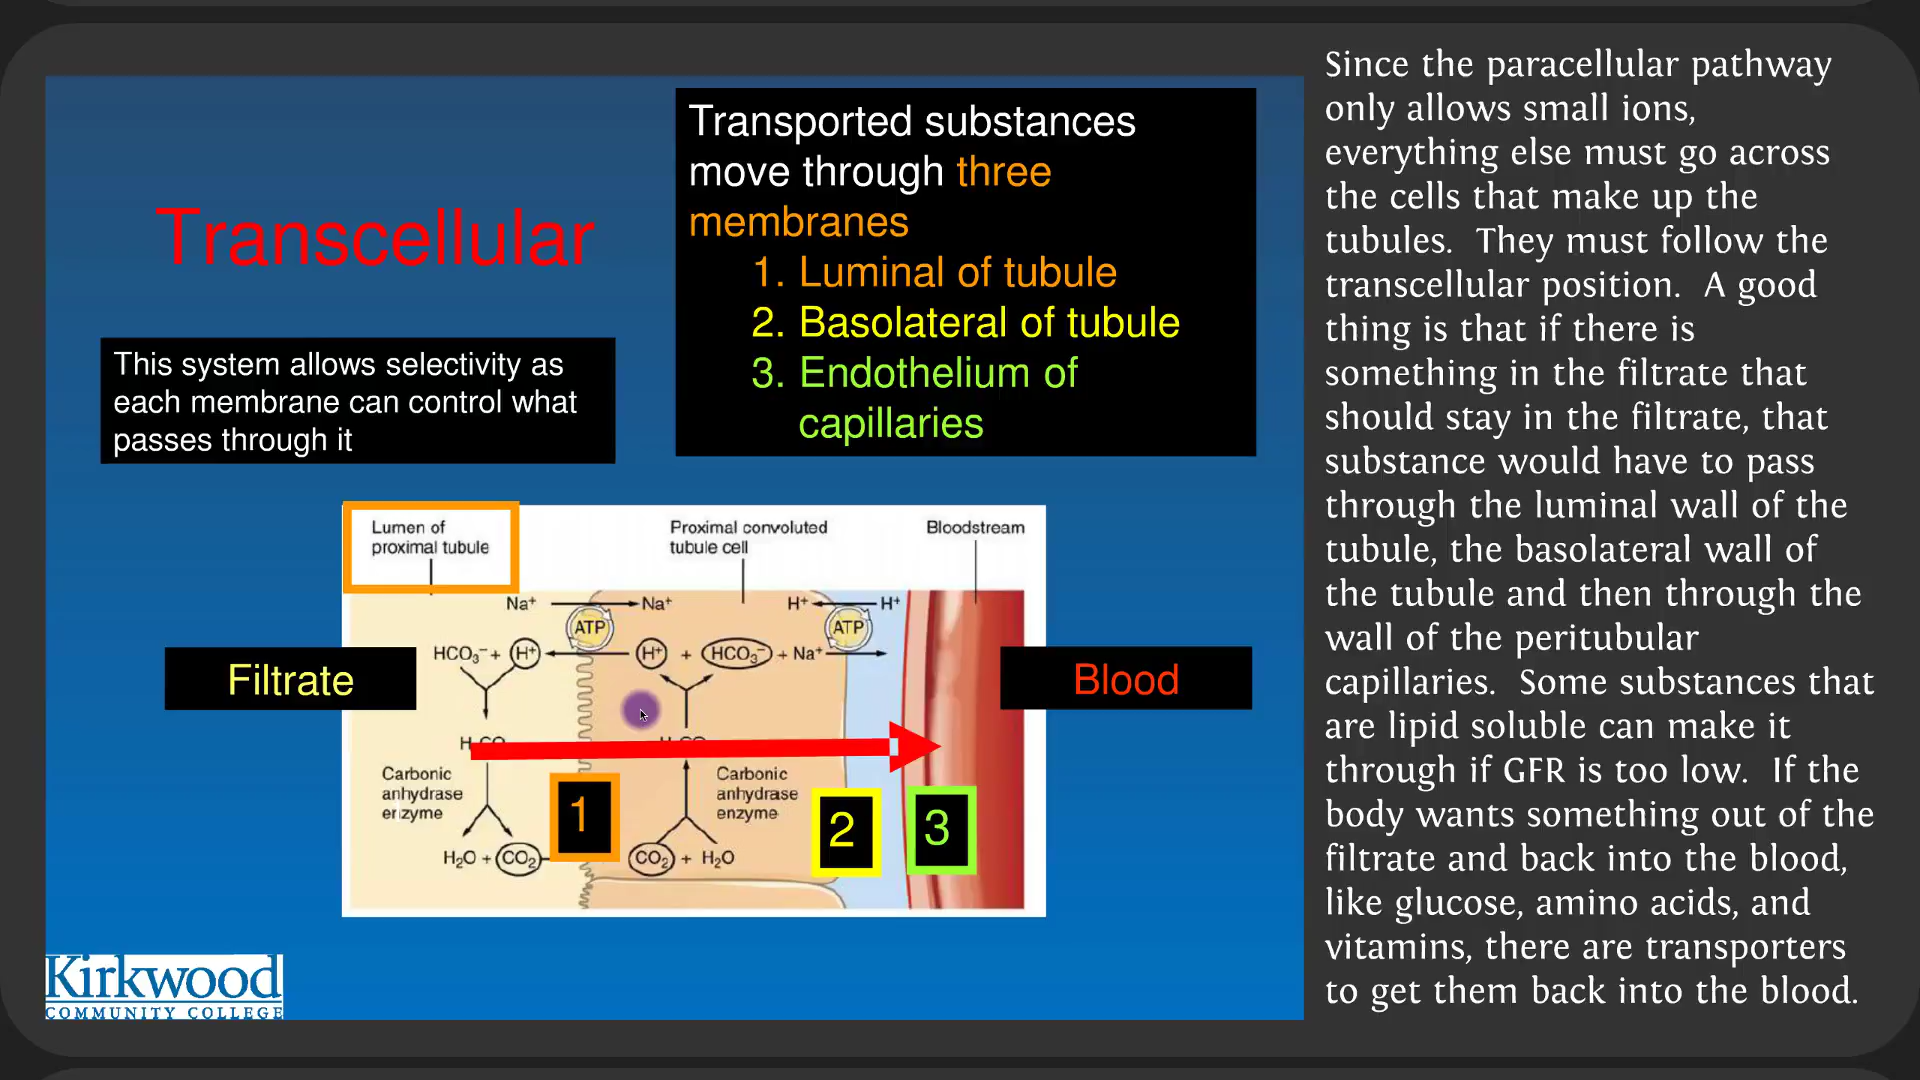 Transcellular
This system allows selectivity as
each membrane can control what
passes through it
Transported substances
move through three
membranes
1. Luminal of tubule
2. Basolateral of tubule
3. Endothelium of
capillaries
Lumen of
proximal tubule
Proximal convoluted
tubule cell
Bloodstream
Na⁺ Na⁺ H⁺ H⁺
ATP ATP
HCO₃⁻ + H⁺ H⁺ + HCO₃⁻ + Na⁺
Filtrate
Blood
Carbonic
anhydrase
enzyme
Carbonic
anhydrase
enzyme
1
2
3
H₂O + CO₂ CO₂ + H₂O
Kirkwood
COMMUNITY COLLEGE
Since the paracellular pathway
only allows small ions,
everything else must go across
the cells that make up the
tubules. They must follow the
transcellular position. A good
thing is that if there is
something in the filtrate that
should stay in the filtrate, that
substance would have to pass
through the luminal wall of the
tubule, the basolateral wall of
the tubule and then through the
wall of the peritubular
capillaries. Some substances that
are lipid soluble can make it
through if GFR is too low. If the
body wants something out of the
filtrate and back into the blood,
like glucose, amino acids, and
vitamins, there are transporters
to get them back into the blood.